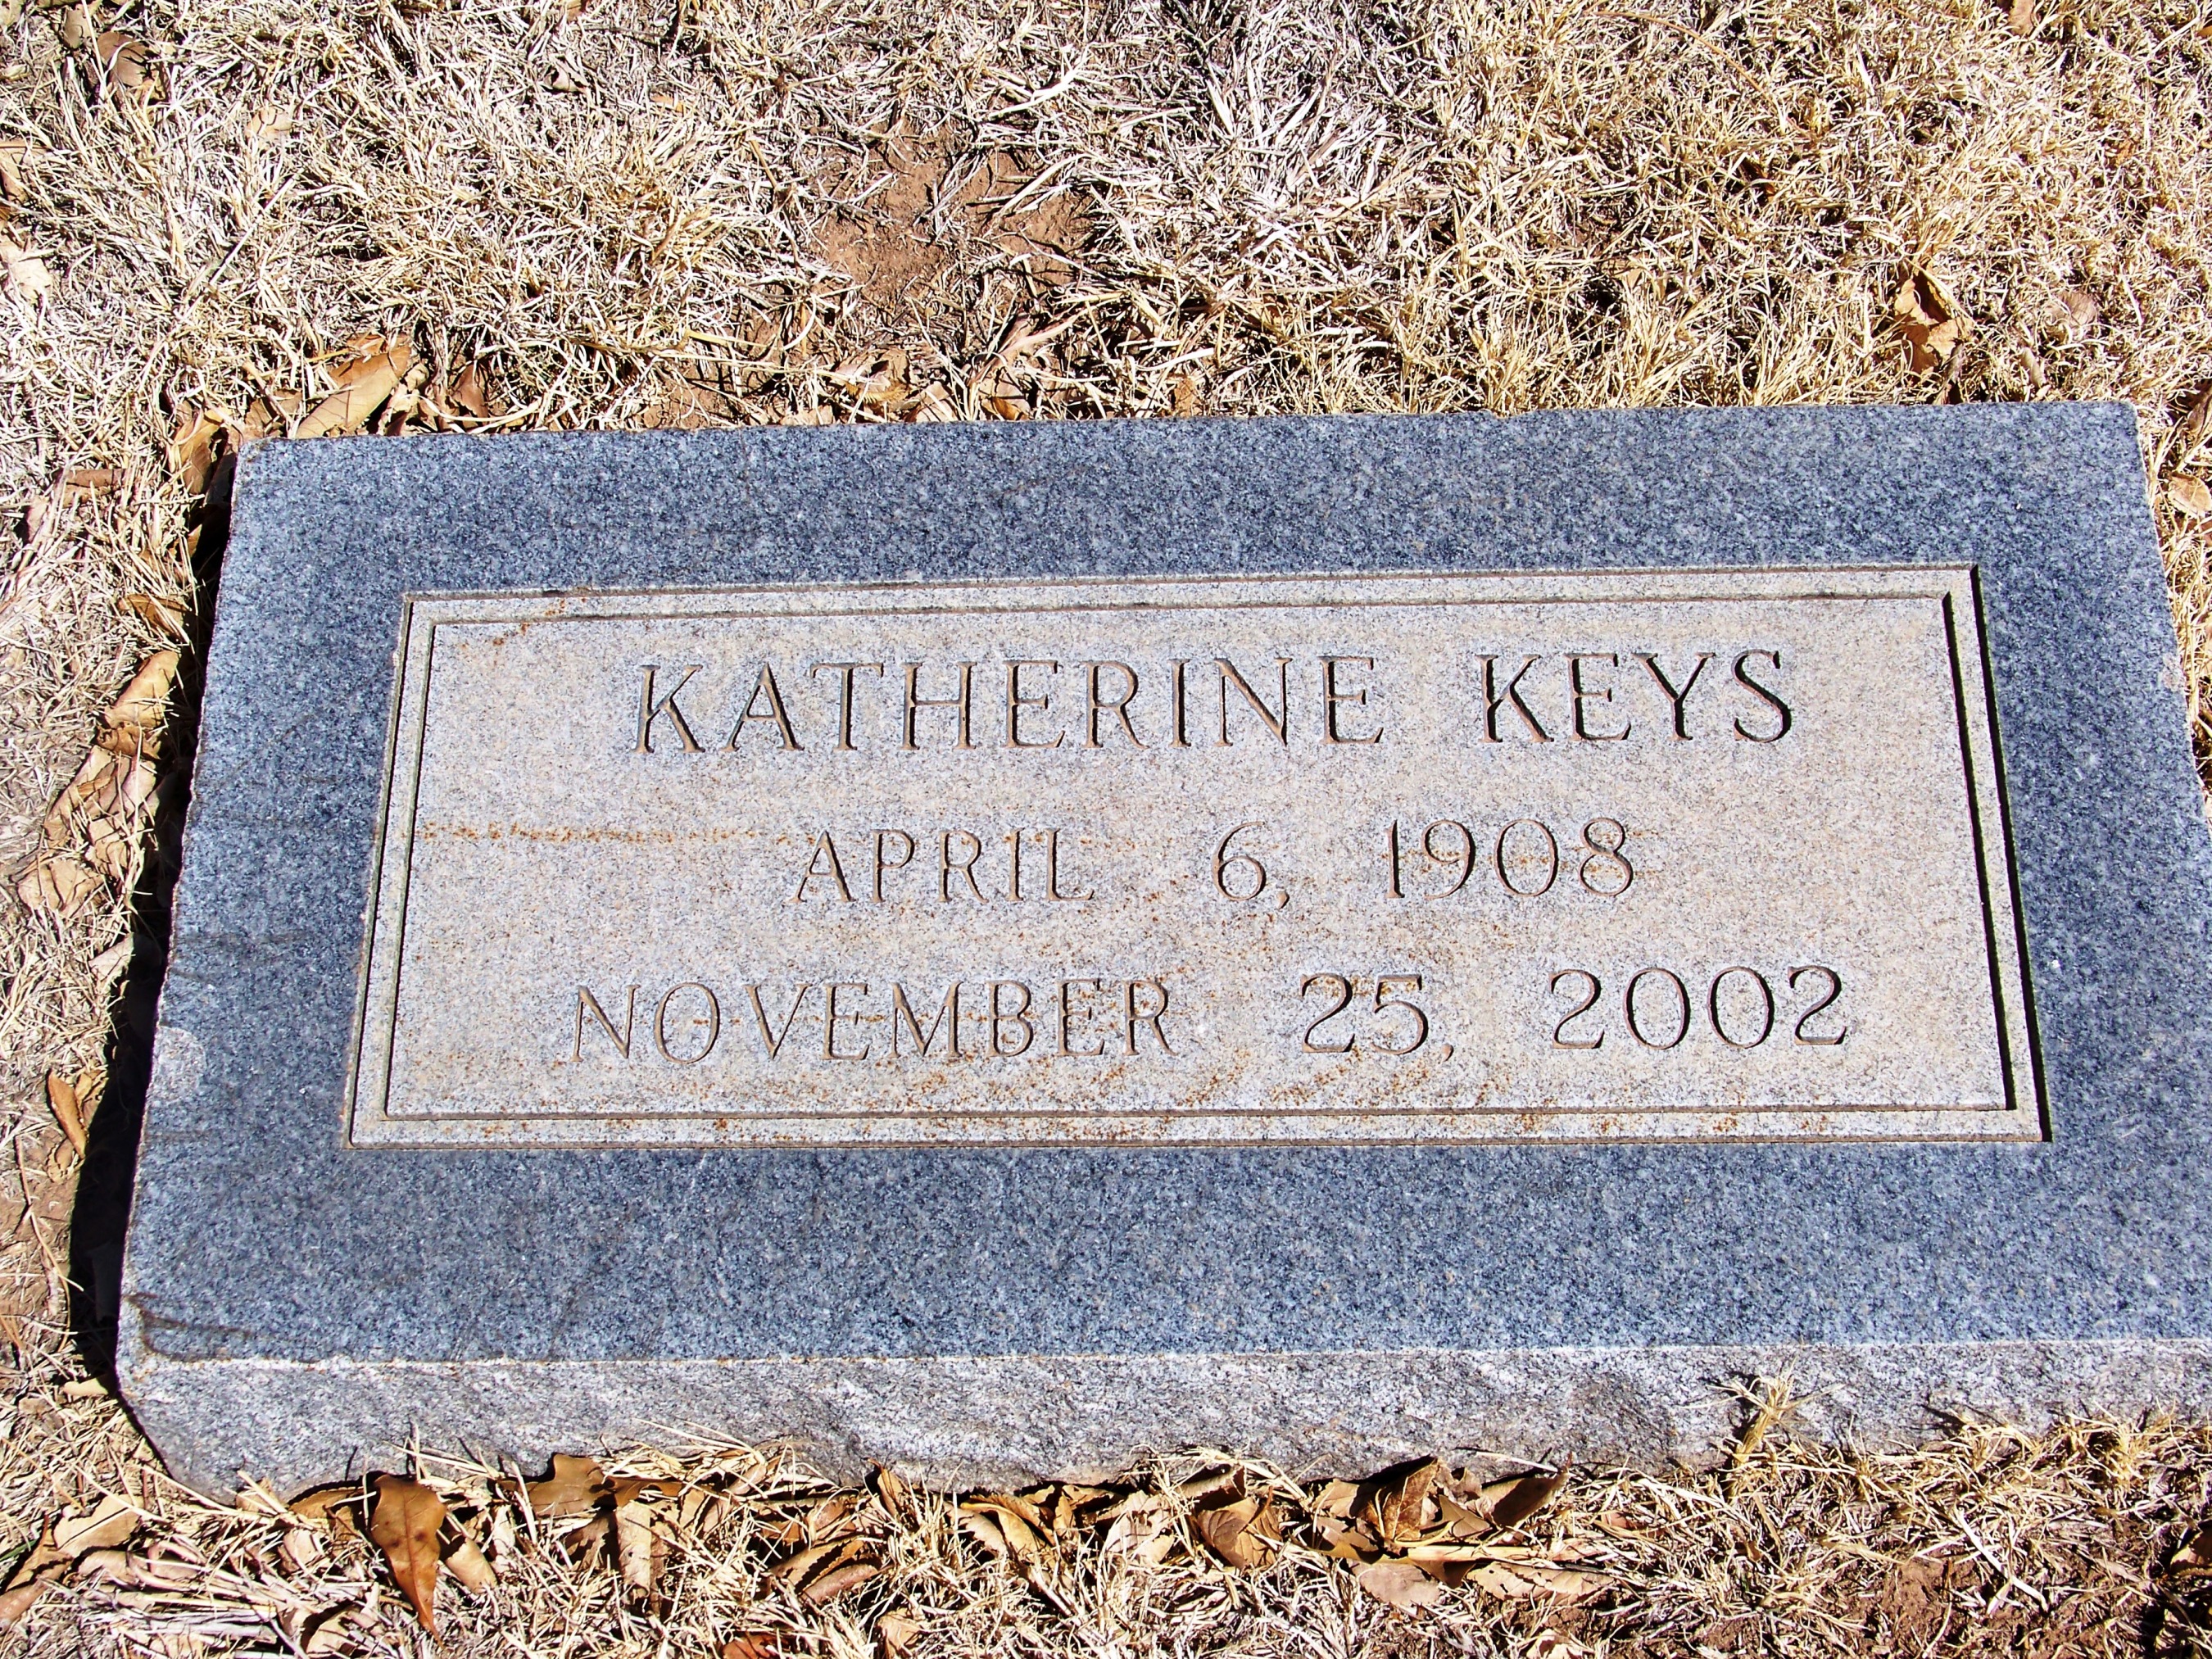 KATHERINE KEYS
APRIL 6, 1908
NOVEMBER 25, 2002